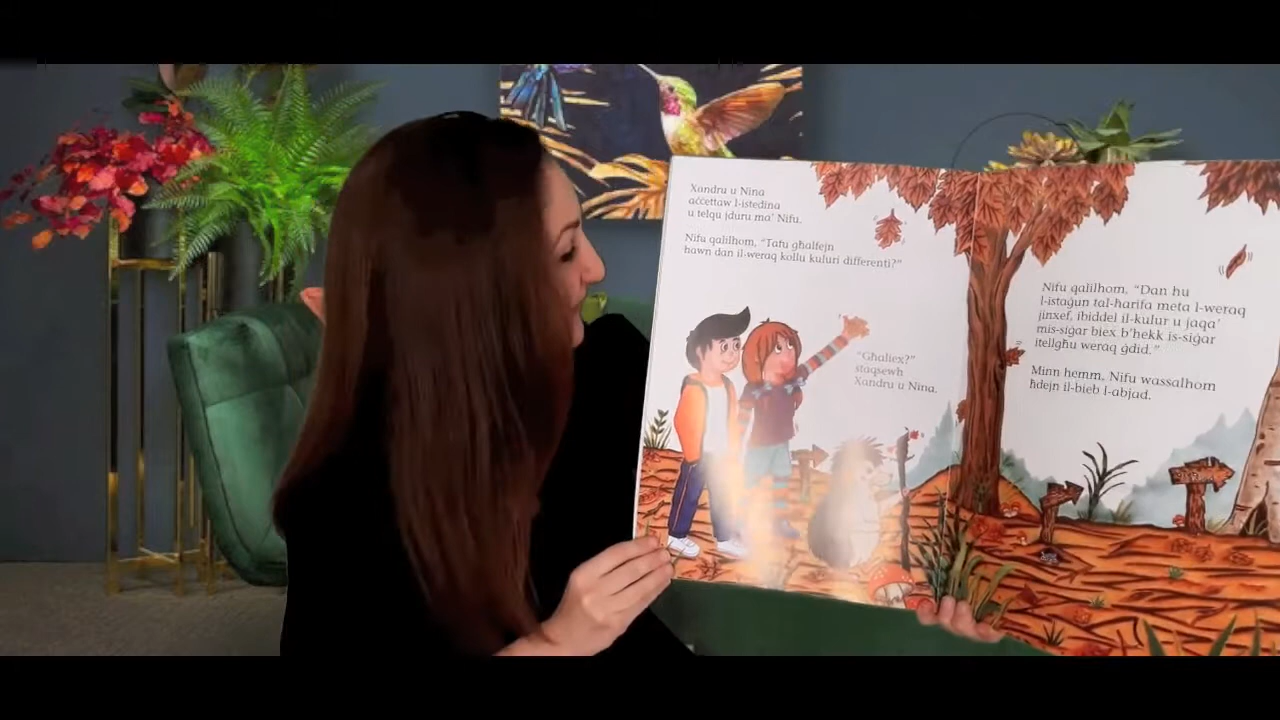 Xandru u Nina
aċċettaw l-istedina
u telqu jduru ma' Nifu.
Nifu qalilhom, "Tafu għalfejn
hawn dan il-weraq kollu kuluri differenti?"
"Għaliex?"
staqsewh
Xandru u Nina.
Nifu qalilhom, "Dan hu
l-istaġun tal-ħarifa meta l-weraq
jinxef, ibiddel il-kulur u jaqa'
mis-siġar biex b'hekk is-siġar
itellgħu weraq ġdid."
Minn hemm, Nifu wassalhom
ħdejn il-bieb l-abjad.